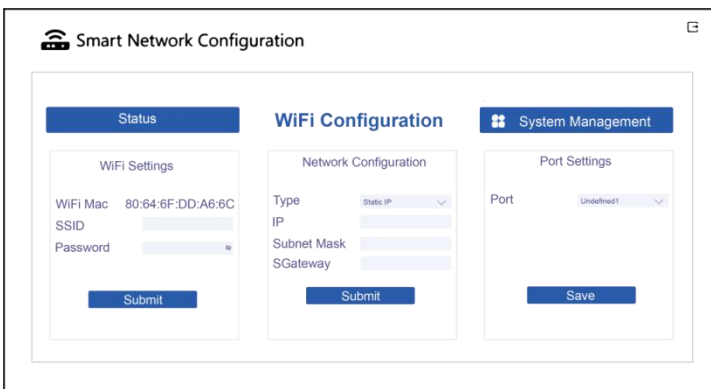 Smart Network Configuration
Status
WiFi Configuration
System Management
WiFi Settings
WiFi Mac 80:64:6F:DD:A6:6C
SSID
Password
Submit
Network Configuration
Type Static IP
IP
Subnet Mask
SGateway
Submit
Port Settings
Port Undefined1
Save